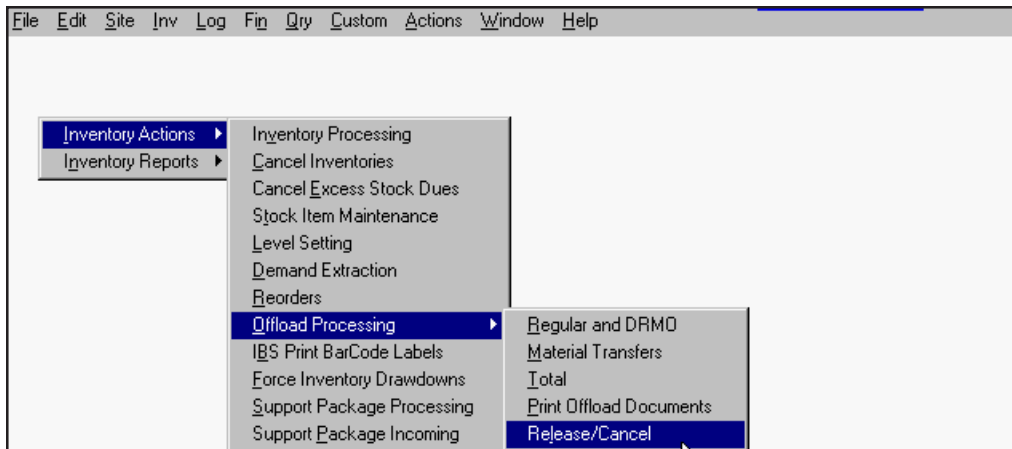 File Edit Site Inv Log Fin Qry Custom Actions Window Help
Inventory Actions
Inventory Reports
Inventory Processing
Cancel Inventories
Cancel Excess Stock Dues
Stock Item Maintenance
Level Setting
Demand Extraction
Reorders
Offload Processing
IBS Print BarCode Labels
Force Inventory Drawdowns
Support Package Processing
Support Package Incoming
Regular and DRMO
Material Transfers
Total
Print Offload Documents
Release/Cancel